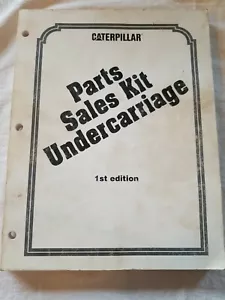 CATERPILLAR
Parts
Sales Kit
Undercarriage
1st edition